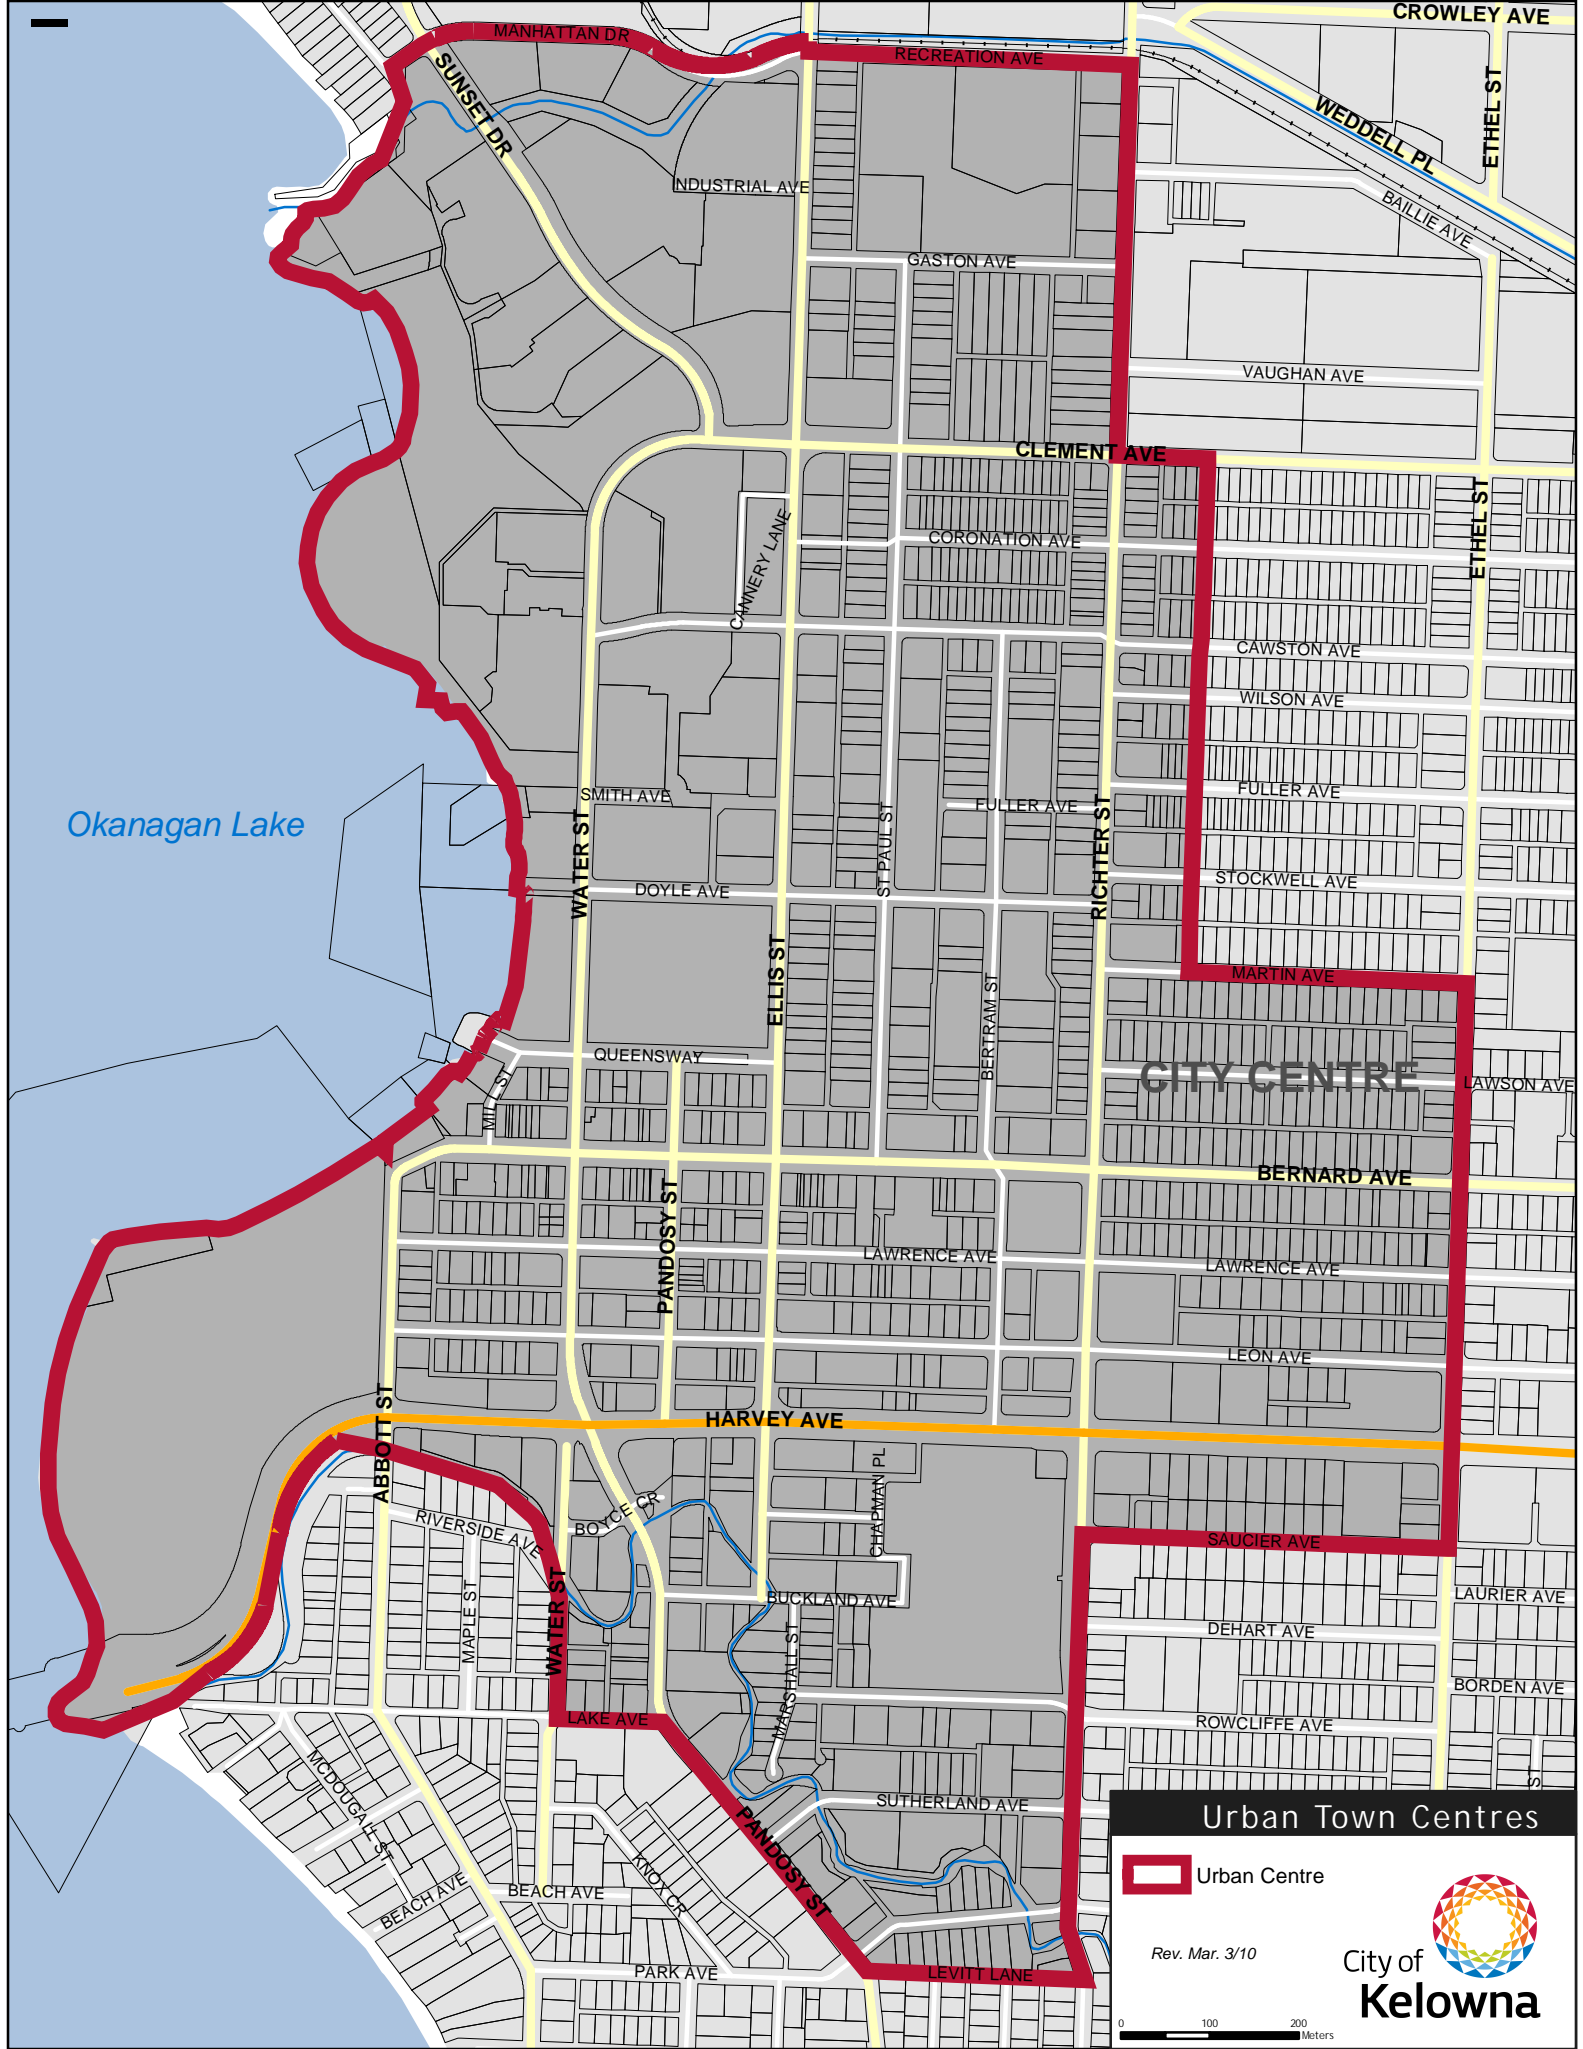 CROWLEY AVE
MANHATTAN DR
RECREATION AVE
SUNSET DR
WEDDELL PL
ETHEL ST
NDUSTRIAL AVE
BAILLIE AVE
GASTON AVE
VAUGHAN AVE
CLEMENT AVE
CANNERY LANE
CORONATION AVE
ETHEL ST
CAWSTON AVE
WILSON AVE
SMITH AVE
FULLER AVE
FULLER AVE
Okanagan Lake
WATER ST
ST PAUL ST
RICHTER ST
DOYLE AVE
STOCKWELL AVE
ELLIS ST
BERTRAM ST
MARTIN AVE
QUEENSWAY
MILL ST
CITY CENTRE
LAWSON AVE
BERNARD AVE
PANDOSY ST
LAWRENCE AVE
LAWRENCE AVE
LEON AVE
ABBOTT ST
HARVEY AVE
CHAPMAN PL
RIVERSIDE AVE
BOYCE CR
SAUCIER AVE
MAPLE ST
WATER ST
BUCKLAND AVE
LAURIER AVE
MARSHALL ST
DEHART AVE
BORDEN AVE
LAKE AVE
ROWCLIFFE AVE
MCDOUGALL ST
ST
PANDOSY ST
SUTHERLAND AVE
KNOX CR
BEACH AVE
BEACH AVE
PARK AVE
LEVITT LANE
Urban Town Centres
Urban Centre
Rev. Mar. 3/10
City of
Kelowna
0 100 200
Meters